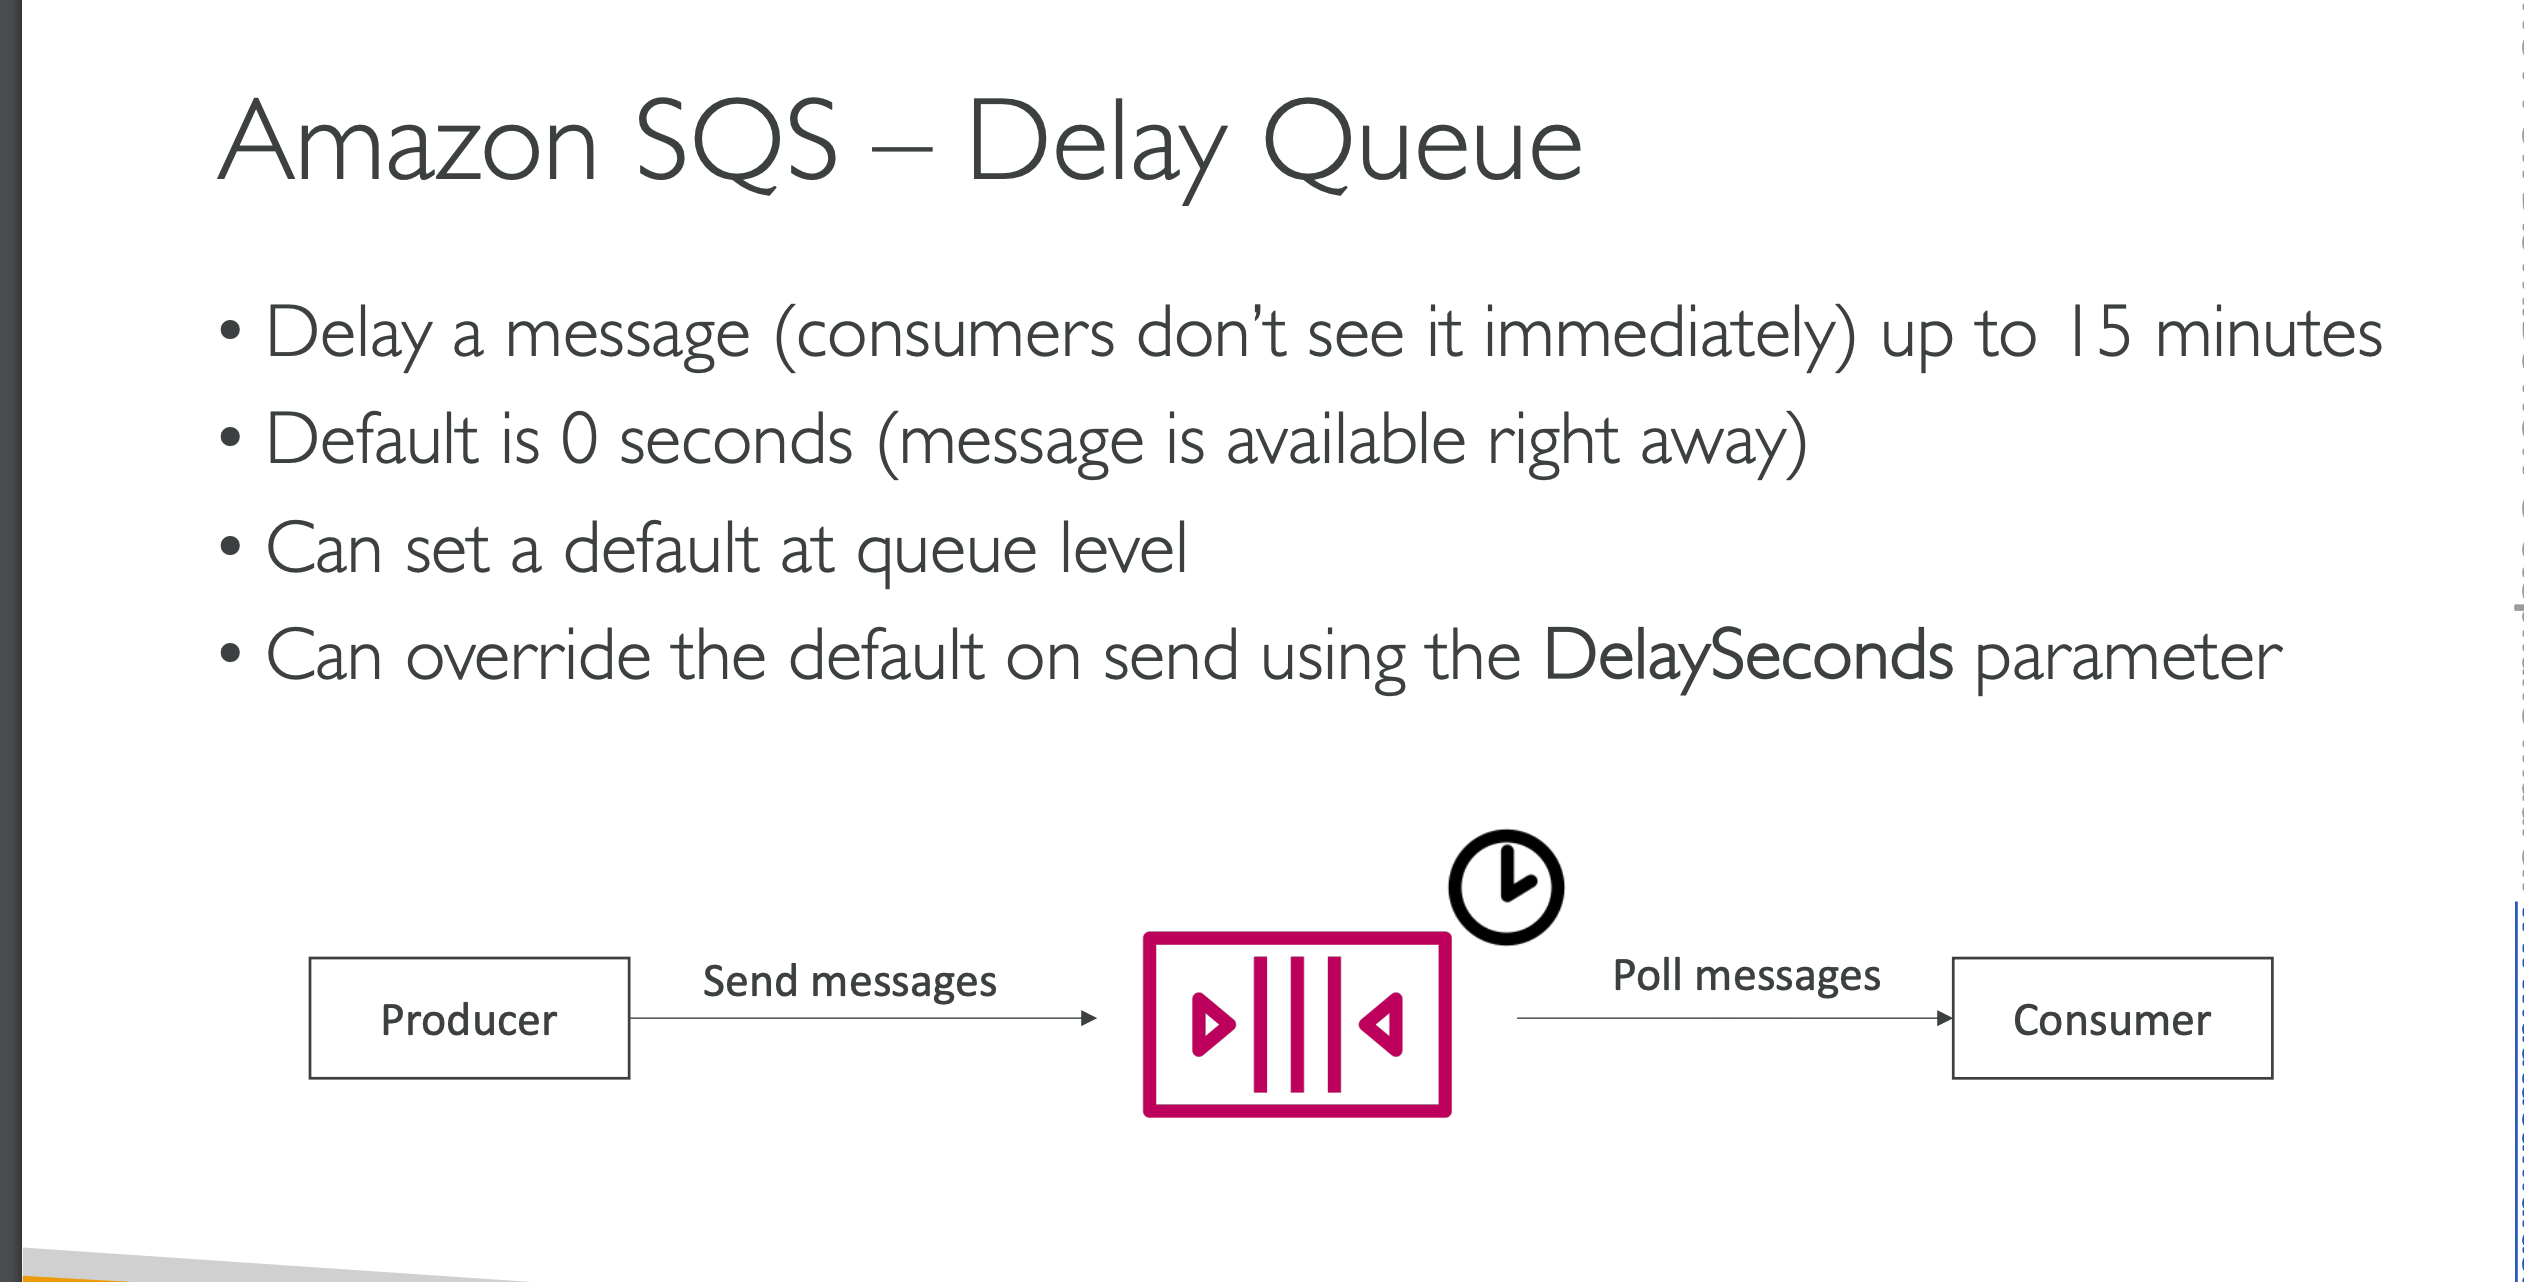 Amazon SQS – Delay Queue
• Delay a message (consumers don’t see it immediately) up to 15 minutes
• Default is 0 seconds (message is available right away)
• Can set a default at queue level
• Can override the default on send using the DelaySeconds parameter
Producer
Send messages
Poll messages
Consumer